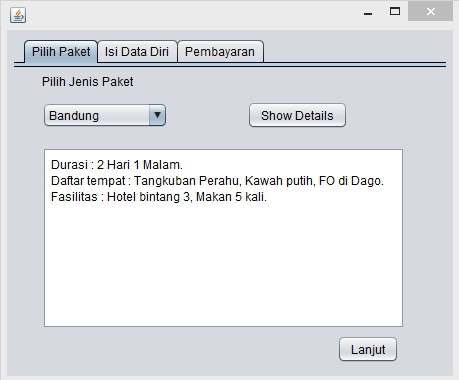 Pilih Paket Isi Data Diri Pembayaran
Pilih Jenis Paket
Bandung Show Details
Durasi : 2 Hari 1 Malam.
Daftar tempat : Tangkuban Perahu, Kawah putih, FO di Dago.
Fasilitas : Hotel bintang 3, Makan 5 kali.
Lanjut